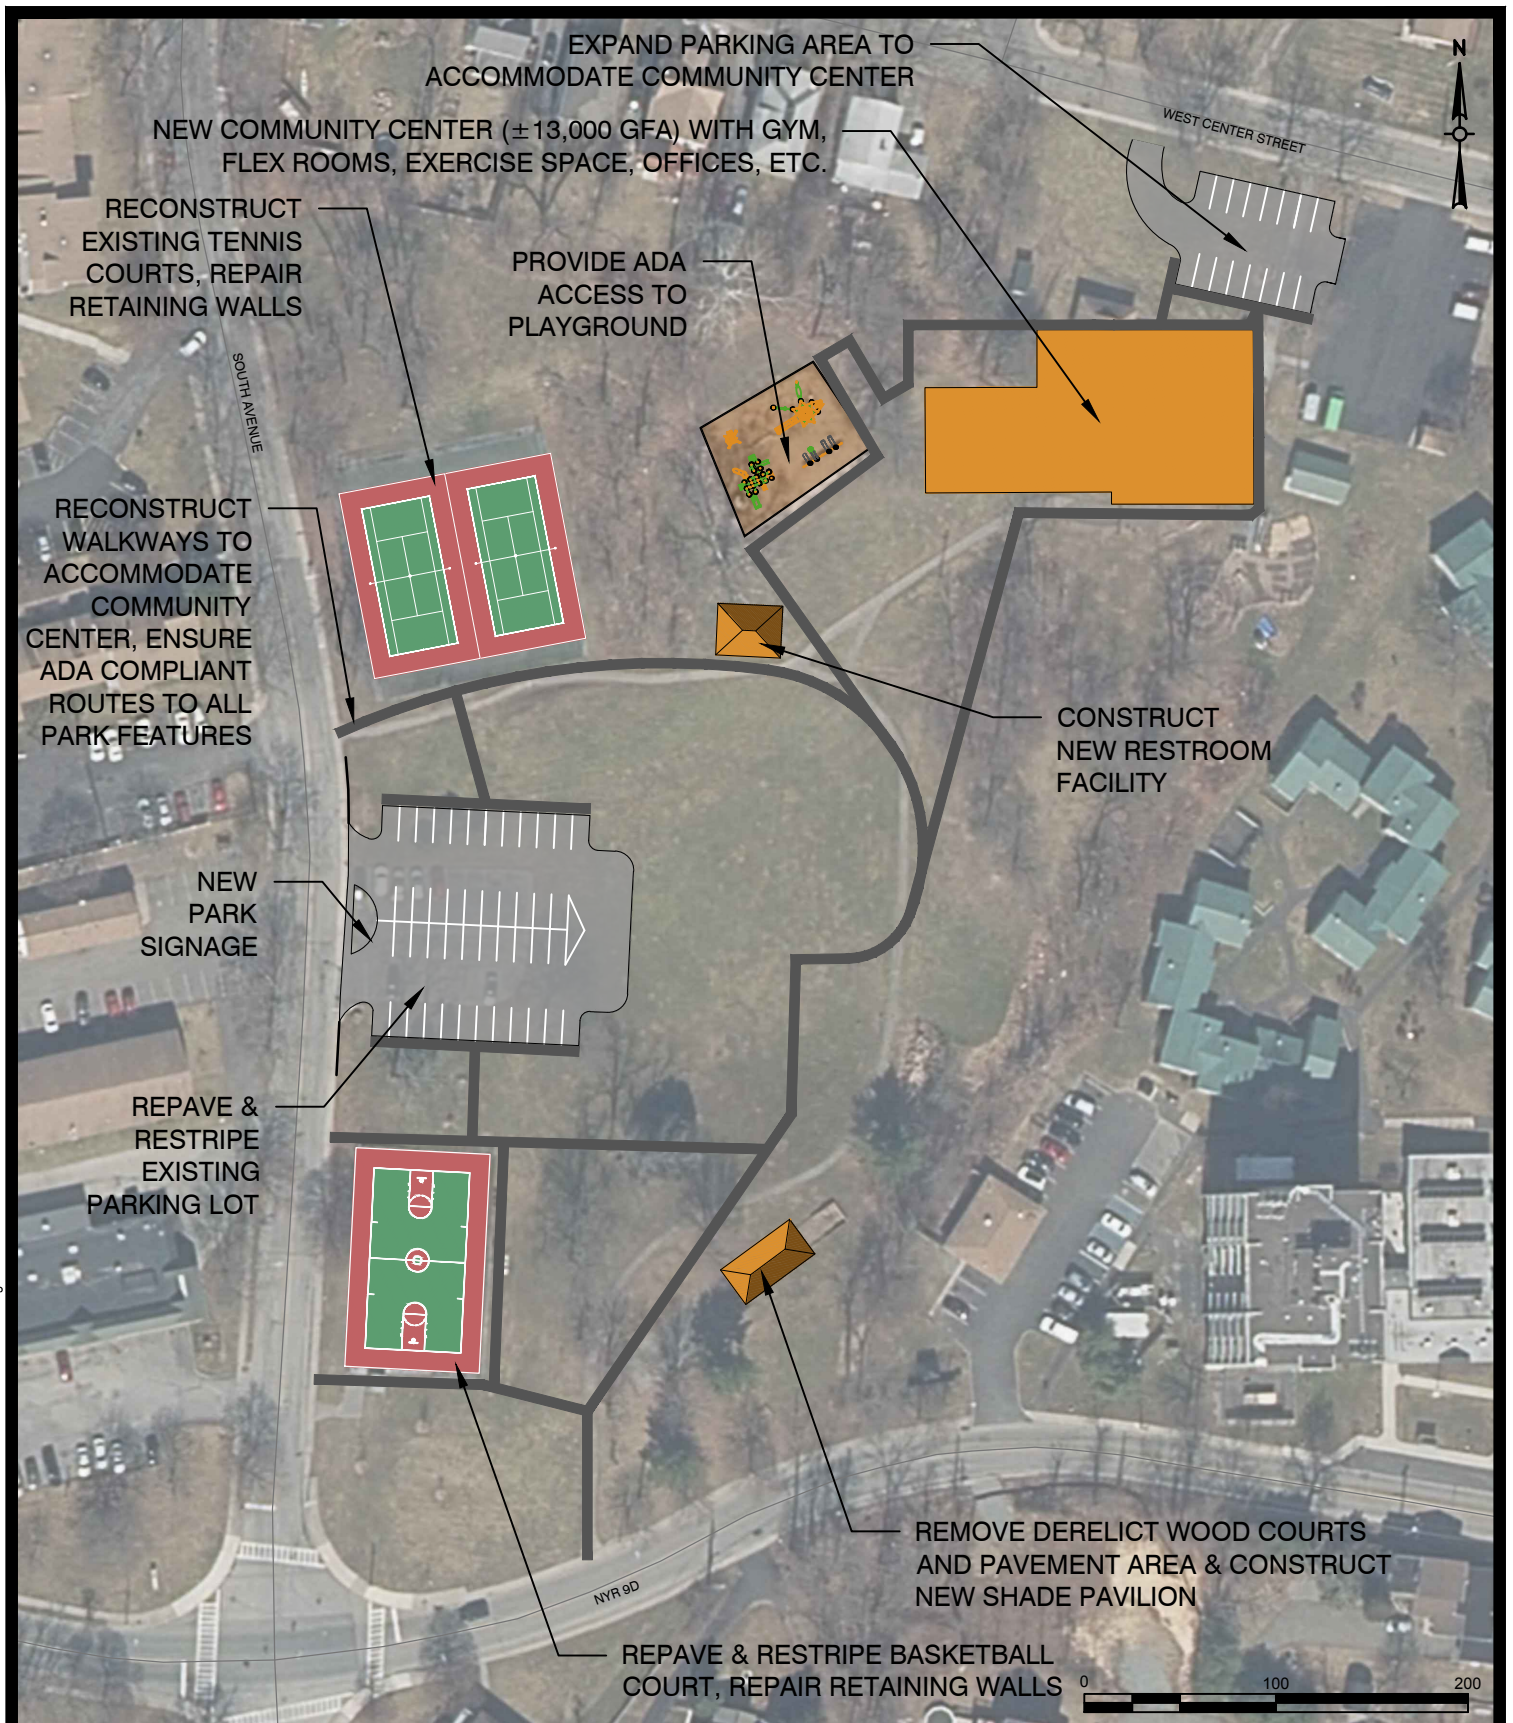 EXPAND PARKING AREA TO
ACCOMMODATE COMMUNITY CENTER
N
WEST CENTER STREET
NEW COMMUNITY CENTER (±13,000 GFA) WITH GYM,
FLEX ROOMS, EXERCISE SPACE, OFFICES, ETC.
RECONSTRUCT
EXISTING TENNIS
COURTS, REPAIR
RETAINING WALLS
PROVIDE ADA
ACCESS TO
PLAYGROUND
SOUTH AVENUE
RECONSTRUCT
WALKWAYS TO
ACCOMMODATE
COMMUNITY
CENTER, ENSURE
ADA COMPLIANT
ROUTES TO ALL
PARK FEATURES
CONSTRUCT
NEW RESTROOM
FACILITY
NEW
PARK
SIGNAGE
REPAVE &
RESTRIPE
EXISTING
PARKING LOT
REMOVE DERELICT WOOD COURTS
AND PAVEMENT AREA & CONSTRUCT
NEW SHADE PAVILION
NYR 9D
REPAVE & RESTRIPE BASKETBALL
COURT, REPAIR RETAINING WALLS
0 100 200